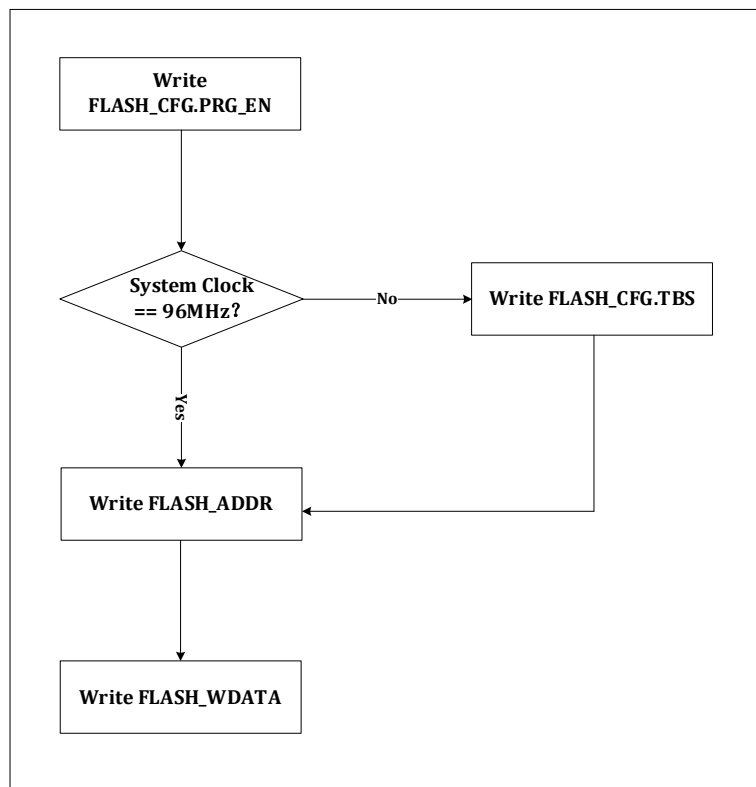 Write
FLASH_CFG.PRG_EN
System Clock
== 96MHz?
No
Write FLASH_CFG.TBS
Yes
Write FLASH_ADDR
Write FLASH_WDATA